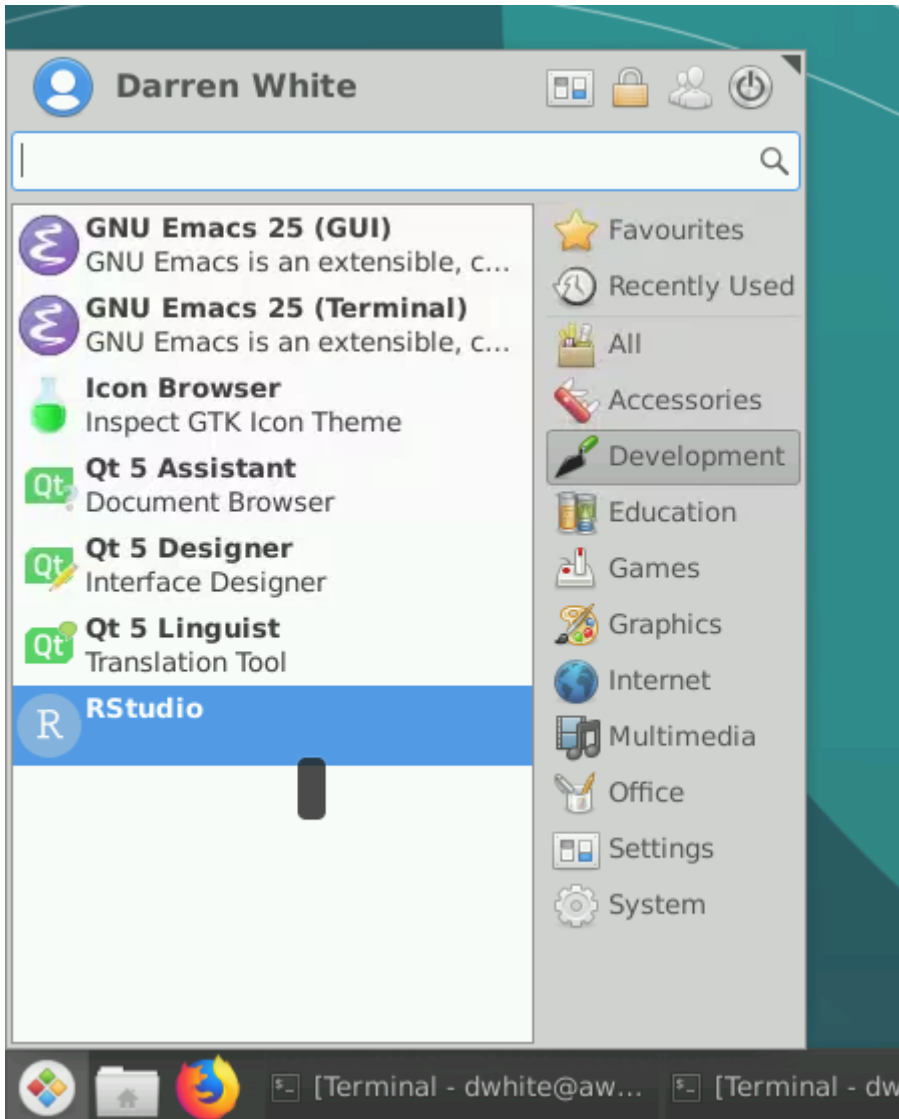 Darren White
GNU Emacs 25 (GUI)
GNU Emacs is an extensible, c...
GNU Emacs 25 (Terminal)
GNU Emacs is an extensible, c...
Icon Browser
Inspect GTK Icon Theme
Qt
Qt 5 Assistant
Document Browser
Qt
Qt 5 Designer
Interface Designer
Qt
Qt 5 Linguist
Translation Tool
R
RStudio
Favourites
Recently Used
All
Accessories
Development
Education
Games
Graphics
Internet
Multimedia
Office
Settings
System
[Terminal - dwhite@aw...
[Terminal - dw